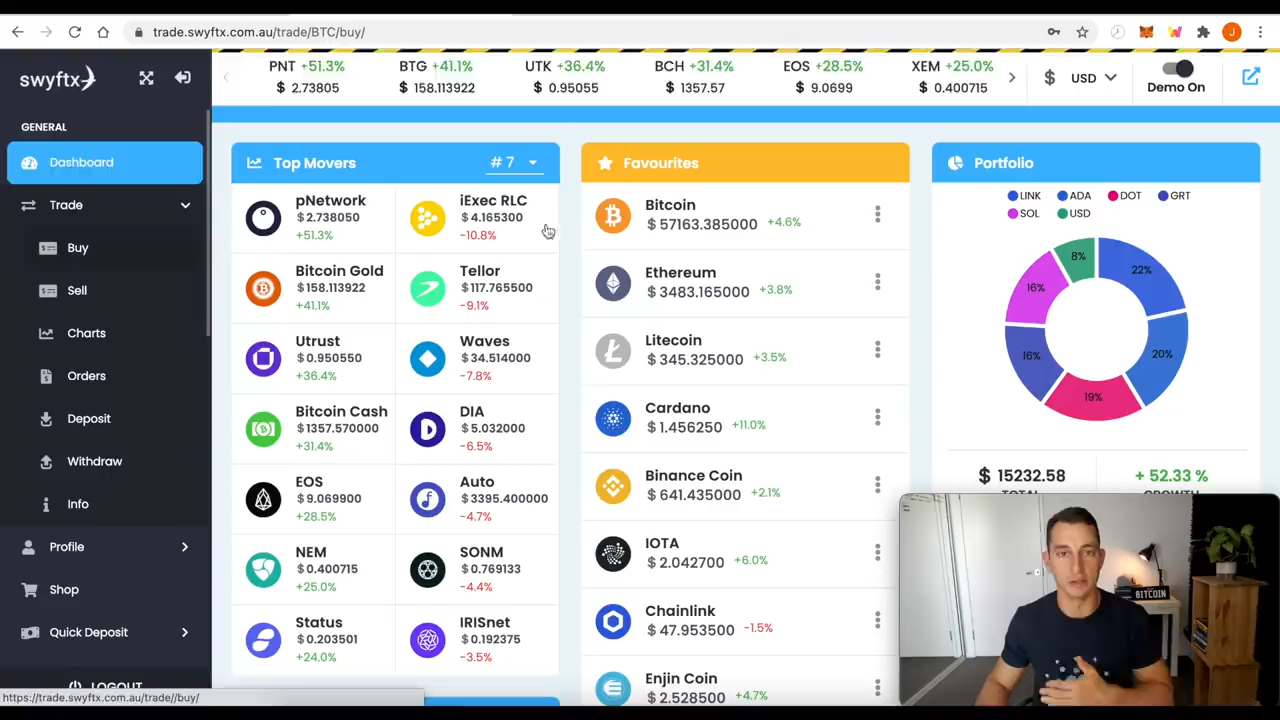 trade.swyftx.com.au/trade/BTC/buy/
J
swyftx
PNT +51.3%
$ 2.73805
BTG +41.1%
$ 158.113922
UTK +36.4%
$ 0.95055
BCH +31.4%
$ 1357.57
EOS +28.5%
$ 9.0699
XEM +25.0%
$ 0.400715
$ USD
Demo On
GENERAL
Dashboard
Trade
Buy
Sell
Charts
Orders
Deposit
Withdraw
Info
Profile
Shop
Quick Deposit
LOGOUT
https://trade.swyftx.com.au/trade//buy/
Top Movers
# 7
pNetwork
$ 2.738050
+51.3%
iExec RLC
$ 4.165300
-10.8%
Bitcoin Gold
$ 158.113922
+41.1%
Tellor
$ 117.765500
-9.1%
Utrust
$ 0.950550
+36.4%
Waves
$ 34.514000
-7.8%
Bitcoin Cash
$ 1357.570000
+31.4%
DIA
$ 5.032000
-6.5%
EOS
$ 9.069900
+28.5%
Auto
$ 3395.400000
-4.7%
NEM
$ 0.400715
+25.0%
SONM
$ 0.769133
-4.4%
Status
$ 0.203501
+24.0%
IRISnet
$ 0.192375
-3.5%
Favourites
Bitcoin
$ 57163.385000 +4.6%
Ethereum
$ 3483.165000 +3.8%
Litecoin
$ 345.325000 +3.5%
Cardano
$ 1.456250 +11.0%
Binance Coin
$ 641.435000 +2.1%
IOTA
$ 2.042700 +6.0%
Chainlink
$ 47.953500 -1.5%
Enjin Coin
$ 2.528500 +4.7%
Portfolio
LINK ADA DOT GRT
SOL USD
8%
22%
16%
20%
16%
19%
$ 15232.58
TOTAL
+ 52.33 %
GROWTH
BITCOIN